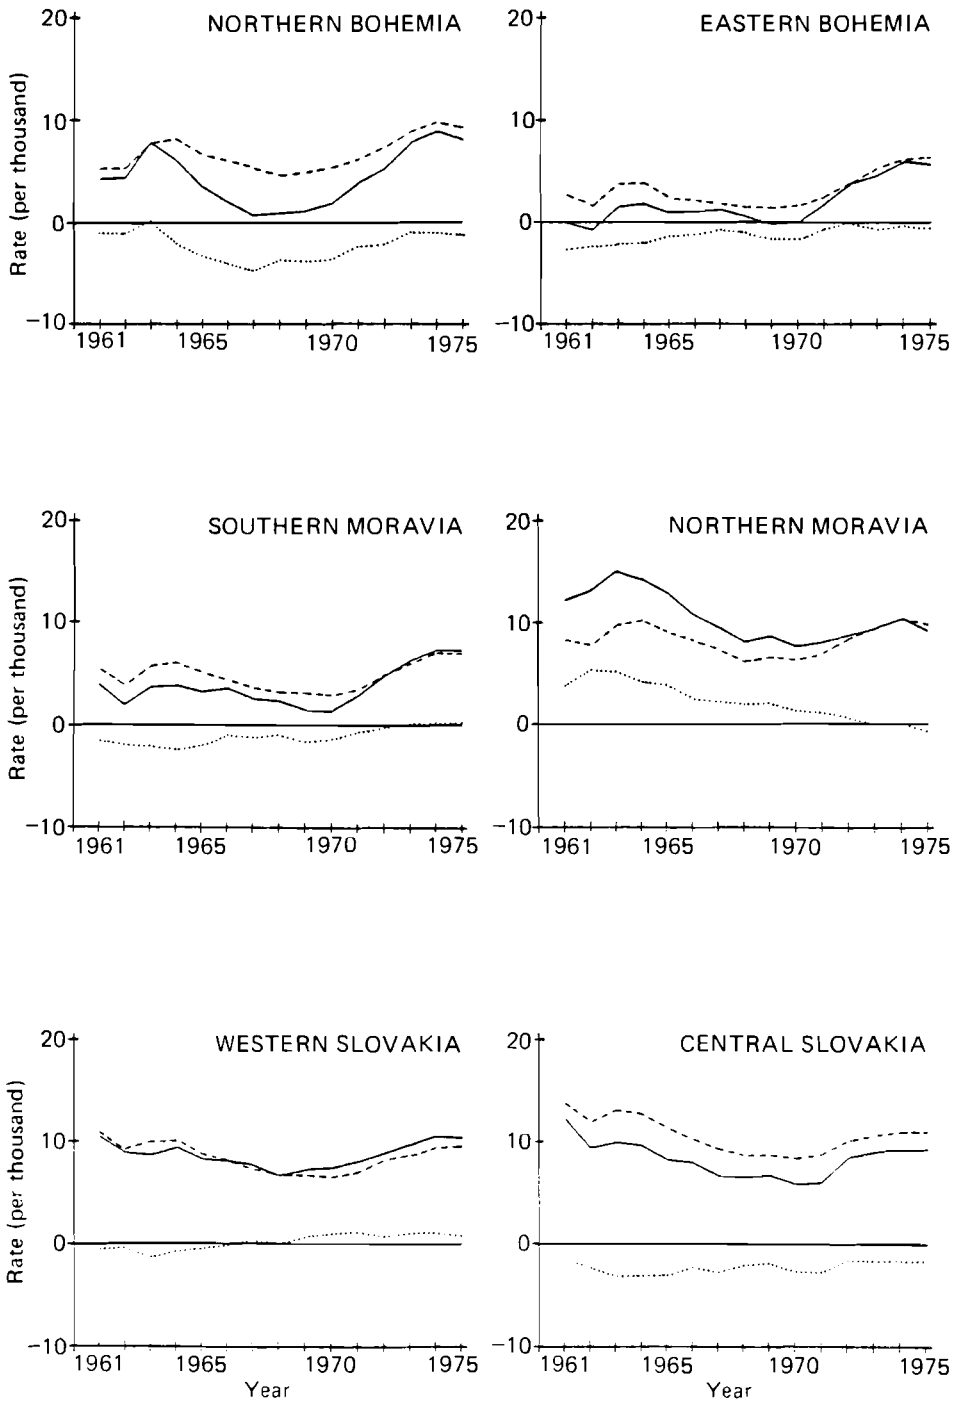 NORTHERN BOHEMIA
Rate (per thousand)
20
10
0
−10
1961 1965 1970 1975
EASTERN BOHEMIA
20
10
0
−10
1961 1965 1970 1975
SOUTHERN MORAVIA
Rate (per thousand)
20
10
0
−10
1961 1965 1970 1975
NORTHERN MORAVIA
20
10
0
−10
1961 1965 1970 1975
WESTERN SLOVAKIA
Rate (per thousand)
20
10
0
−10
1961 1965 1970 1975
Year
CENTRAL SLOVAKIA
20
10
0
−10
1961 1965 1970 1975
Year